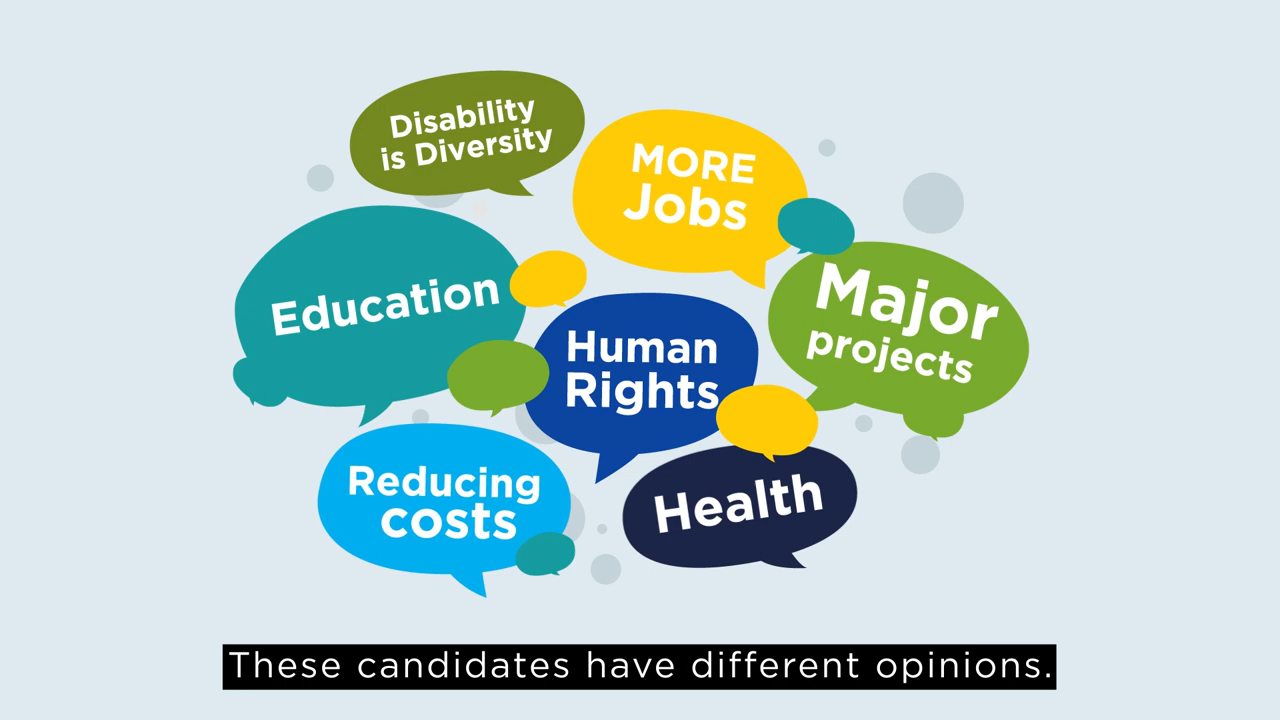 Disability
is Diversity
MORE
Jobs
Education
Major
projects
Human
Rights
Reducing
costs
Health
These candidates have different opinions.